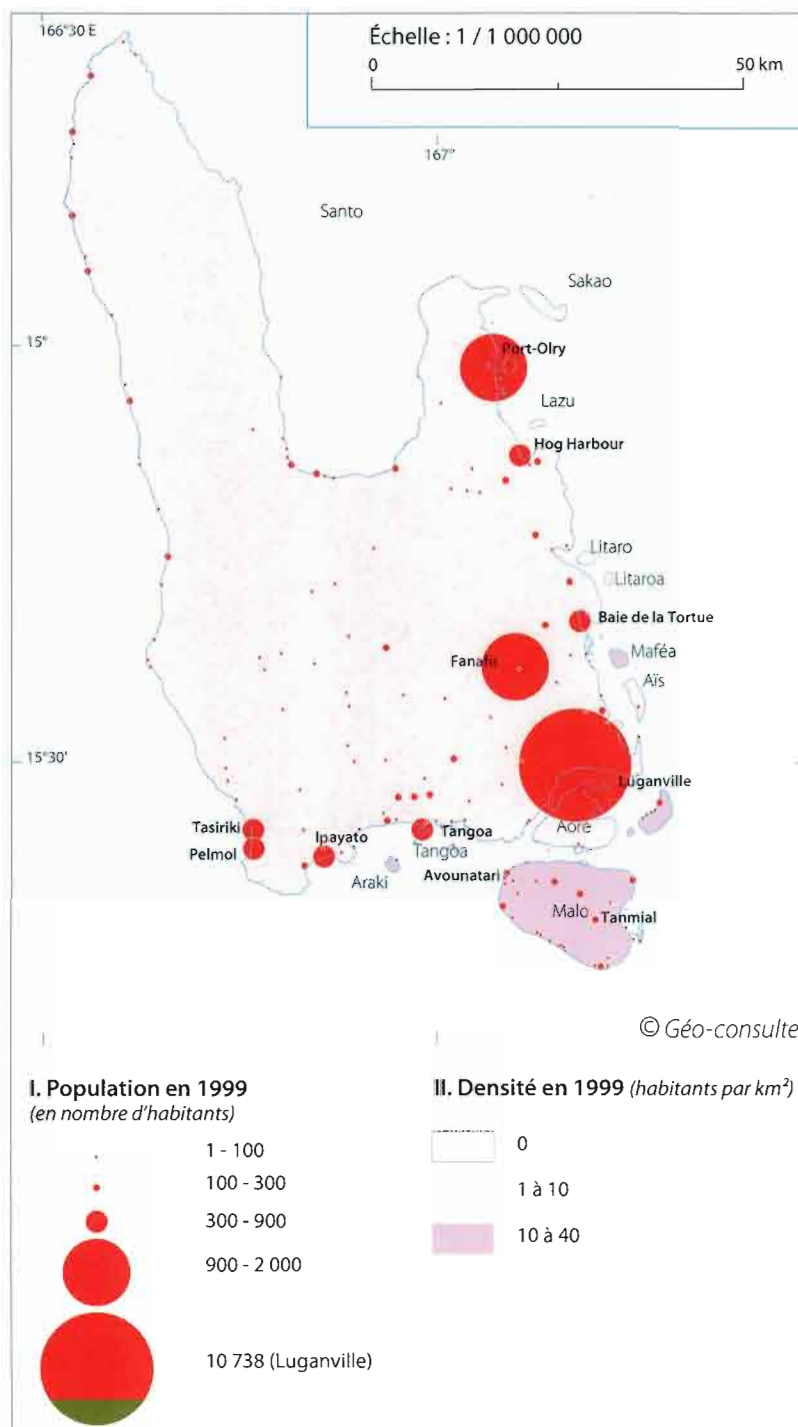 166°30 E
Échelle : 1 / 1 000 000
0 50 km
167°
Santo
Sakao
15°
Port-Olry
Lazu
Hog Harbour
Litaro
Litaroa
Baie de la Tortue
Fanafo
Maféa
Aïs
15°30'
Luganville
Tasiriki
Ipayato
Tangoa
Aore
Pelmol
Tangoa
Araki
Avounatari
Malo
Tanmial
© Géo-consulte
I. Population en 1999
(en nombre d'habitants)
1 - 100
100 - 300
300 - 900
900 - 2 000
10 738 (Luganville)
II. Densité en 1999 (habitants par km²)
0
1 à 10
10 à 40